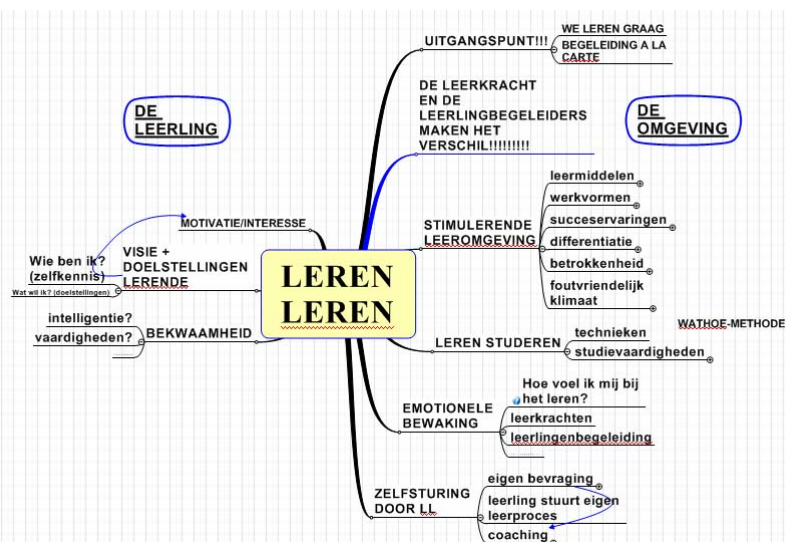 DE
LEERLING
MOTIVATIE/INTERESSE
Wie ben ik?
(zelfkennis)
Wat wil ik? (doelstellingen)
VISIE +
DOELSTELLINGEN
LERENDE
intelligentie?
vaardigheden?
..........
BEKWAAMHEID
LEREN
LEREN
UITGANGSPUNT!!!
WE LEREN GRAAG
BEGELEIDING A LA
CARTE
DE LEERKRACHT
EN DE
LEERLINGBEGELEIDERS
MAKEN HET
VERSCHIL!!!!!!!!!
DE
OMGEVING
STIMULERENDE
LEEROMGEVING
leermiddelen
werkvormen
succeservaringen
differentiatie
betrokkenheid
foutvriendelijk
klimaat
LEREN STUDEREN
technieken
studievaardigheden
WATHOE-METHODE
EMOTIONELE
BEWAKING
Hoe voel ik mij bij
het leren?
leerkrachten
leerlingenbegeleiding
..........
ZELFSTURING
DOOR LL
eigen bevraging
leerling stuurt eigen
leerproces
coaching